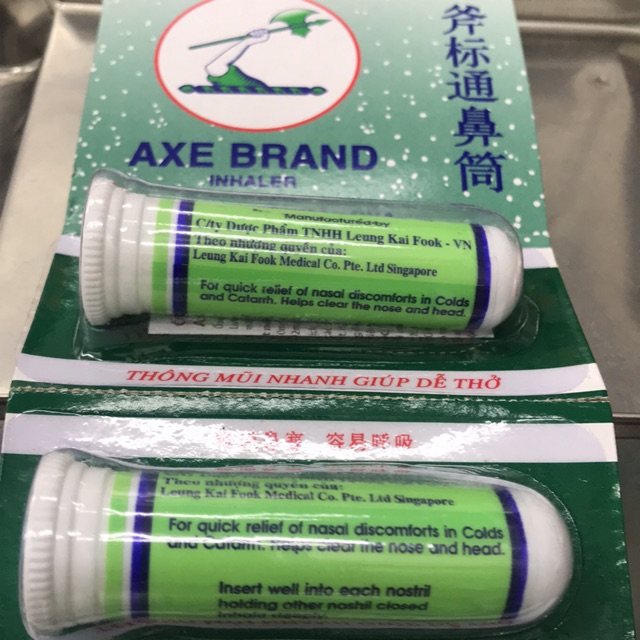 斧标通鼻筒
AXE BRAND
INHALER
Manufactured by
C/ty Dược Phẩm TNHH Leung Kai Fook - VN
Theo nhượng quyền của:
Leung Kai Fook Medical Co. Pte. Ltd Singapore
For quick relief of nasal discomforts in Colds
and Catarrh. Helps clear the nose and head.
THÔNG MŨI NHANH GIÚP DỄ THỞ
容易呼吸
Theo nhượng quyền của:
Leung Kai Fook Medical Co. Pte. Ltd Singapore
For quick relief of nasal discomforts in Colds
and Catarrh. Helps clear the nose and head.
Insert well into each nostril
holding other nostril closed